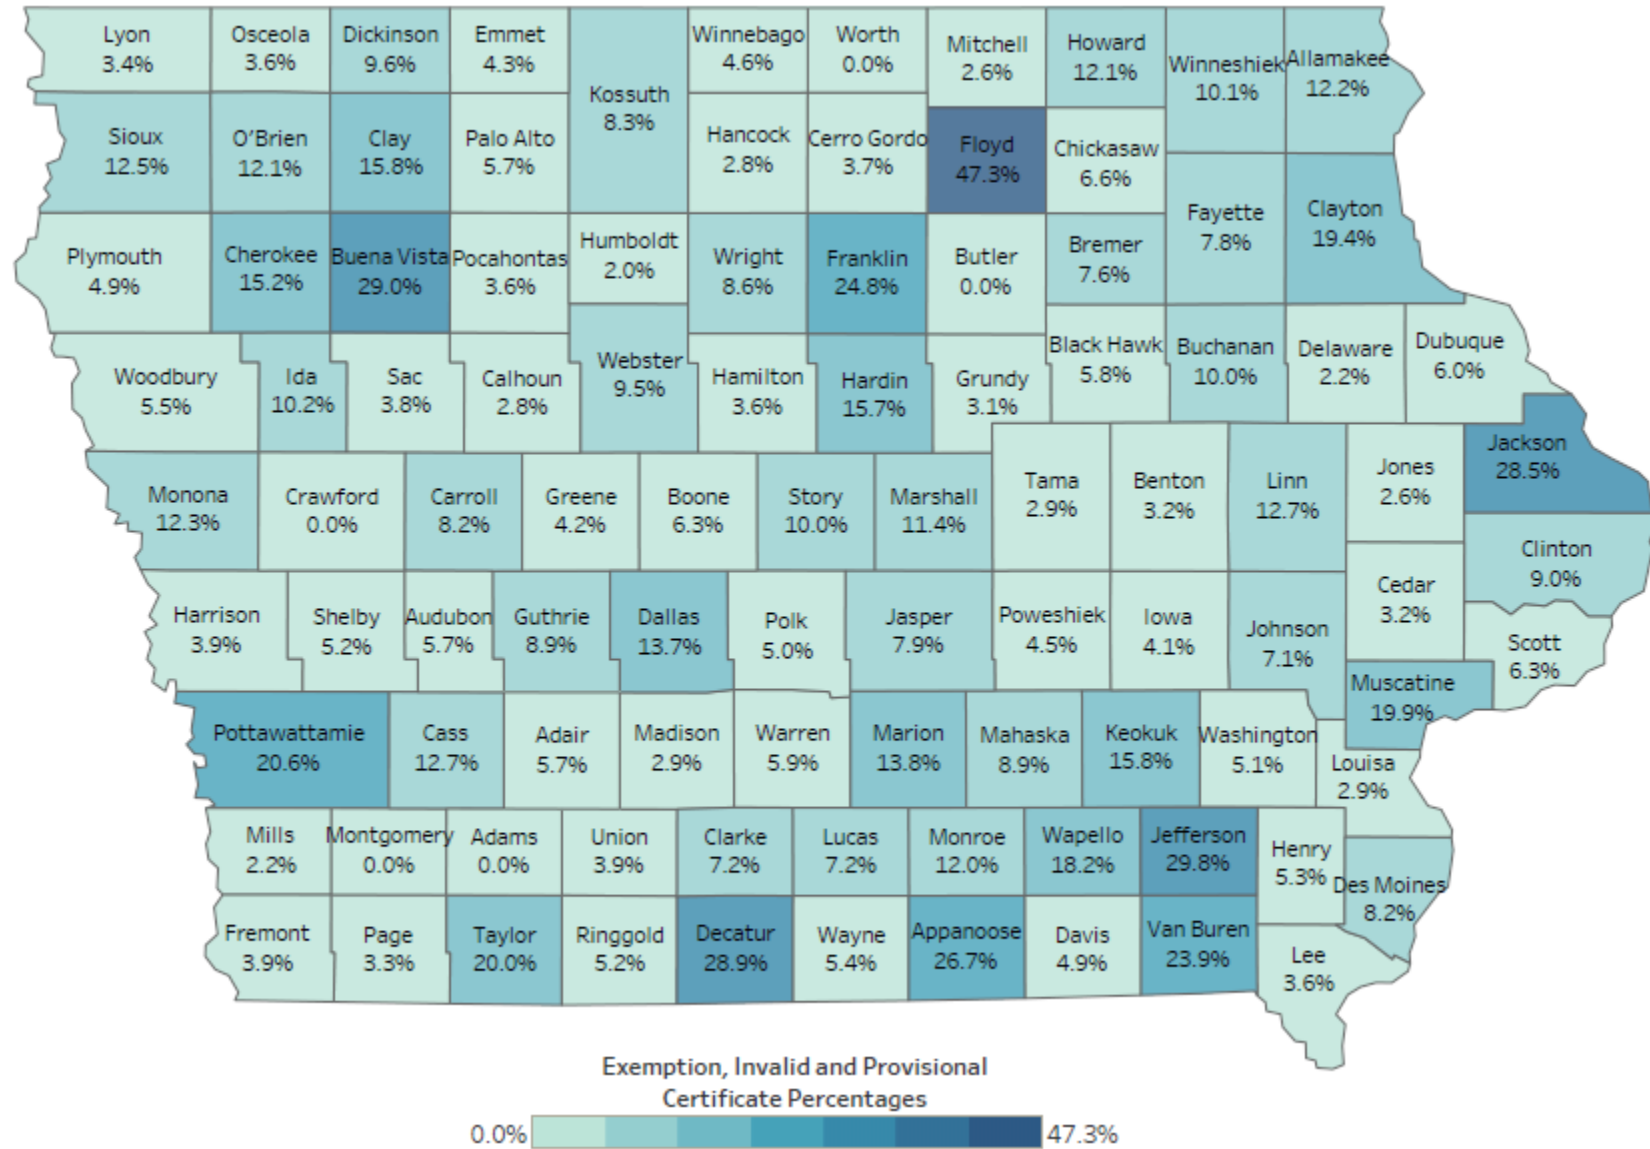 Lyon
3.4%
Osceola
3.6%
Dickinson
9.6%
Emmet
4.3%
Kossuth
8.3%
Winnebago
4.6%
Worth
0.0%
Mitchell
2.6%
Howard
12.1%
Winneshiek
10.1%
Allamakee
12.2%
Sioux
12.5%
O'Brien
12.1%
Clay
15.8%
Palo Alto
5.7%
Hancock
2.8%
Cerro Gordo
3.7%
Floyd
47.3%
Chickasaw
6.6%
Fayette
7.8%
Clayton
19.4%
Plymouth
4.9%
Cherokee
15.2%
Buena Vista
29.0%
Pocahontas
3.6%
Humboldt
2.0%
Wright
8.6%
Franklin
24.8%
Butler
0.0%
Bremer
7.6%
Woodbury
5.5%
Ida
10.2%
Sac
3.8%
Calhoun
2.8%
Webster
9.5%
Hamilton
3.6%
Hardin
15.7%
Grundy
3.1%
Black Hawk
5.8%
Buchanan
10.0%
Delaware
2.2%
Dubuque
6.0%
Monona
12.3%
Crawford
0.0%
Carroll
8.2%
Greene
4.2%
Boone
6.3%
Story
10.0%
Marshall
11.4%
Tama
2.9%
Benton
3.2%
Linn
12.7%
Jones
2.6%
Jackson
28.5%
Clinton
9.0%
Harrison
3.9%
Shelby
5.2%
Audubon
5.7%
Guthrie
8.9%
Dallas
13.7%
Polk
5.0%
Jasper
7.9%
Poweshiek
4.5%
Iowa
4.1%
Johnson
7.1%
Cedar
3.2%
Scott
6.3%
Muscatine
19.9%
Pottawattamie
20.6%
Cass
12.7%
Adair
5.7%
Madison
2.9%
Warren
5.9%
Marion
13.8%
Mahaska
8.9%
Keokuk
15.8%
Washington
5.1%
Louisa
2.9%
Mills
2.2%
Montgomery
0.0%
Adams
0.0%
Union
3.9%
Clarke
7.2%
Lucas
7.2%
Monroe
12.0%
Wapello
18.2%
Jefferson
29.8%
Henry
5.3%
Des Moines
8.2%
Fremont
3.9%
Page
3.3%
Taylor
20.0%
Ringgold
5.2%
Decatur
28.9%
Wayne
5.4%
Appanoose
26.7%
Davis
4.9%
Van Buren
23.9%
Lee
3.6%
Exemption, Invalid and Provisional
Certificate Percentages
0.0% 47.3%